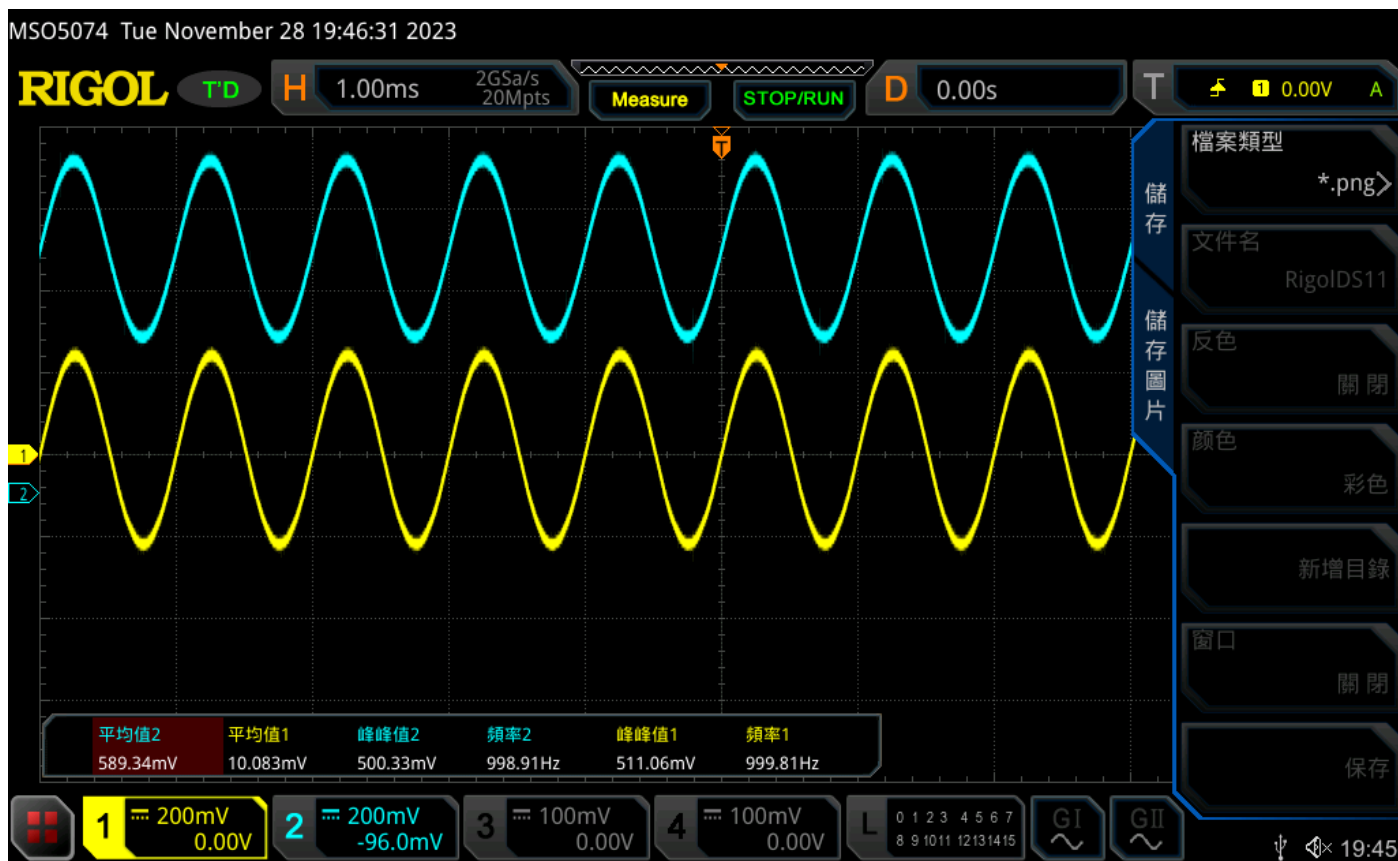 MSO5074 Tue November 28 19:46:31 2023
RIGOL T'D H 1.00ms 2GSa/s 20Mpts Measure STOP/RUN D 0.00s T 1 0.00V A
T
檔案類型
*.png
儲存
文件名
RigolDS11
儲存圖片
反色
關閉
颜色
彩色
1
2
新增目錄
窗口
關閉
保存
平均值2 平均值1 峰峰值2 頻率2 峰峰值1 頻率1
589.34mV 10.083mV 500.33mV 998.91Hz 511.06mV 999.81Hz
1 200mV 2 200mV 3 100mV 4 100mV L 0 1 2 3 4 5 6 7 GI GII
0.00V -96.0mV 0.00V 0.00V 8 9 10 11 12 13 14 15
19:45